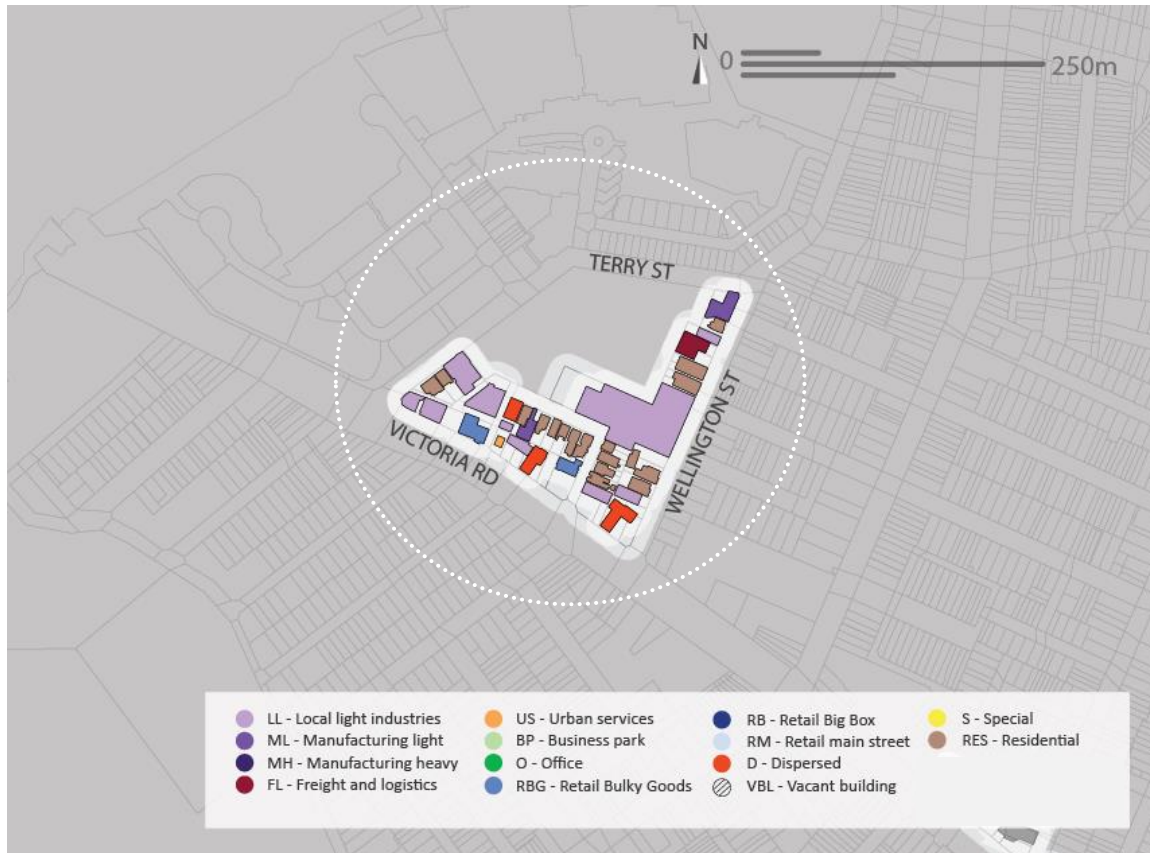 N
0
250m
TERRY ST
VICTORIA RD
WELLINGTON ST
LL - Local light industries
ML - Manufacturing light
MH - Manufacturing heavy
FL - Freight and logistics
US - Urban services
BP - Business park
O - Office
RBG - Retail Bulky Goods
RB - Retail Big Box
RM - Retail main street
D - Dispersed
VBL - Vacant building
S - Special
RES - Residential